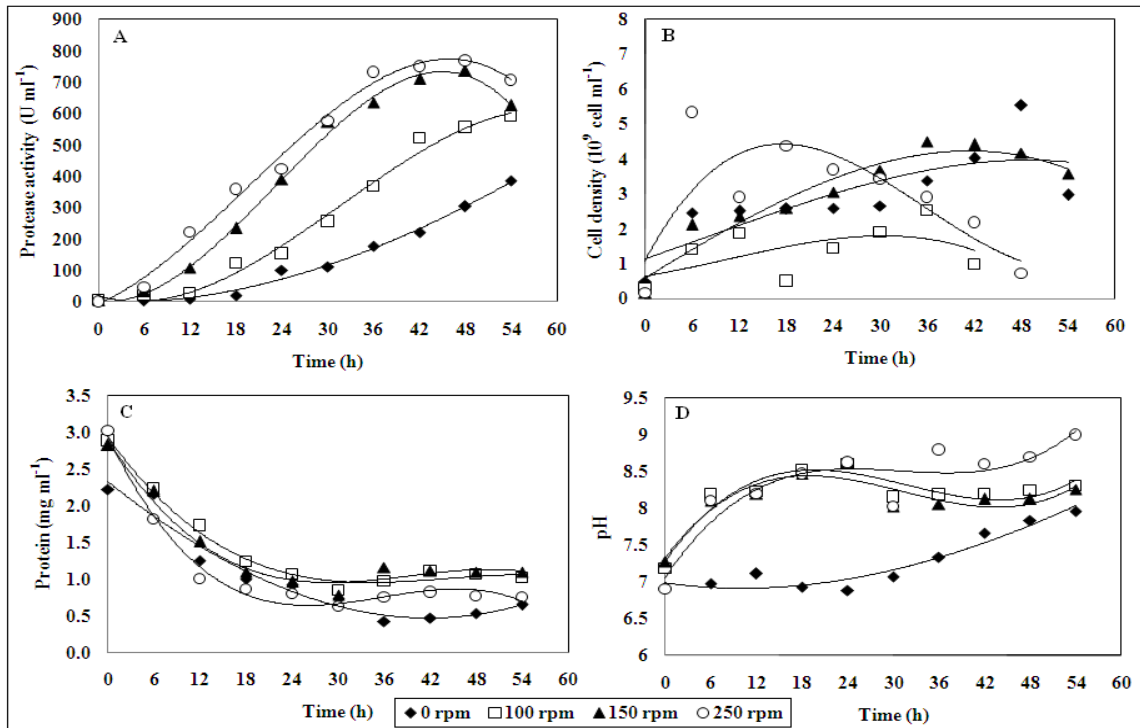 A
Protease activity (U ml⁻¹)
900
800
700
600
500
400
300
200
100
0
0 6 12 18 24 30 36 42 48 54 60
Time (h)
B
Cell density (10⁹ cell ml⁻¹)
8
7
6
5
4
3
2
1
0
0 6 12 18 24 30 36 42 48 54 60
Time (h)
C
Protein (mg ml⁻¹)
3.5
3.0
2.5
2.0
1.5
1.0
0.5
0.0
0 6 12 18 24 30 36 42 48 54 60
Time (h)
D
pH
9.5
9
8.5
8
7.5
7
6.5
6
0 6 12 18 24 30 36 42 48 54 60
Time (h)
0 rpm 100 rpm 150 rpm 250 rpm